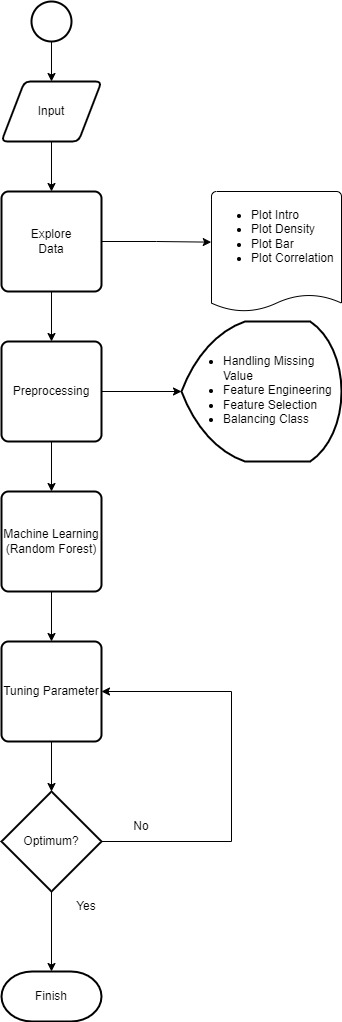 Input
Explore
Data
• Plot Intro
• Plot Density
• Plot Bar
• Plot Correlation
Preprocessing
• Handling Missing
Value
• Feature Engineering
• Feature Selection
• Balancing Class
Machine Learning
(Random Forest)
Tuning Parameter
Optimum?
No
Yes
Finish